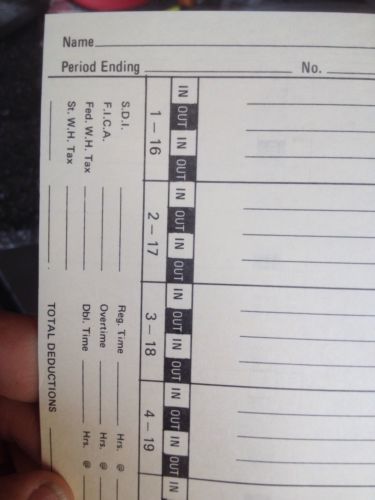 Name
Period Ending No.
IN OUT IN OUT IN OUT IN OUT IN OUT IN OUT IN OUT IN OUT IN
1 – 16 2 – 17 3 – 18 4 – 19
S.D.I. Reg. Time Hrs. @
F.I.C.A. Overtime Hrs. @
Fed. W.H. Tax Dbl. Time Hrs. @
St. W.H. Tax
TOTAL DEDUCTIONS